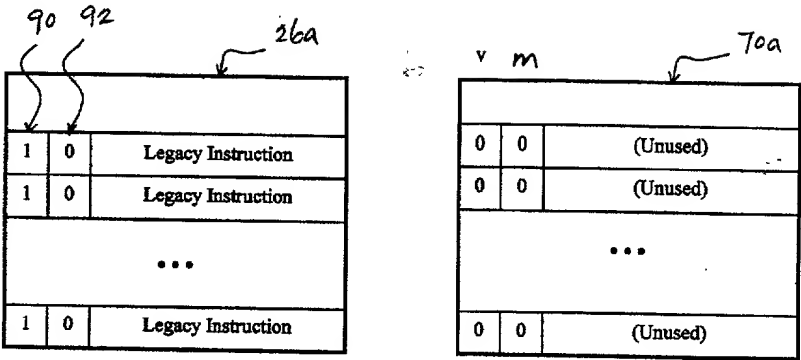 90 92 26a
v m 70a
1 0 Legacy Instruction
1 0 Legacy Instruction
...
1 0 Legacy Instruction
0 0 (Unused)
0 0 (Unused)
...
0 0 (Unused)